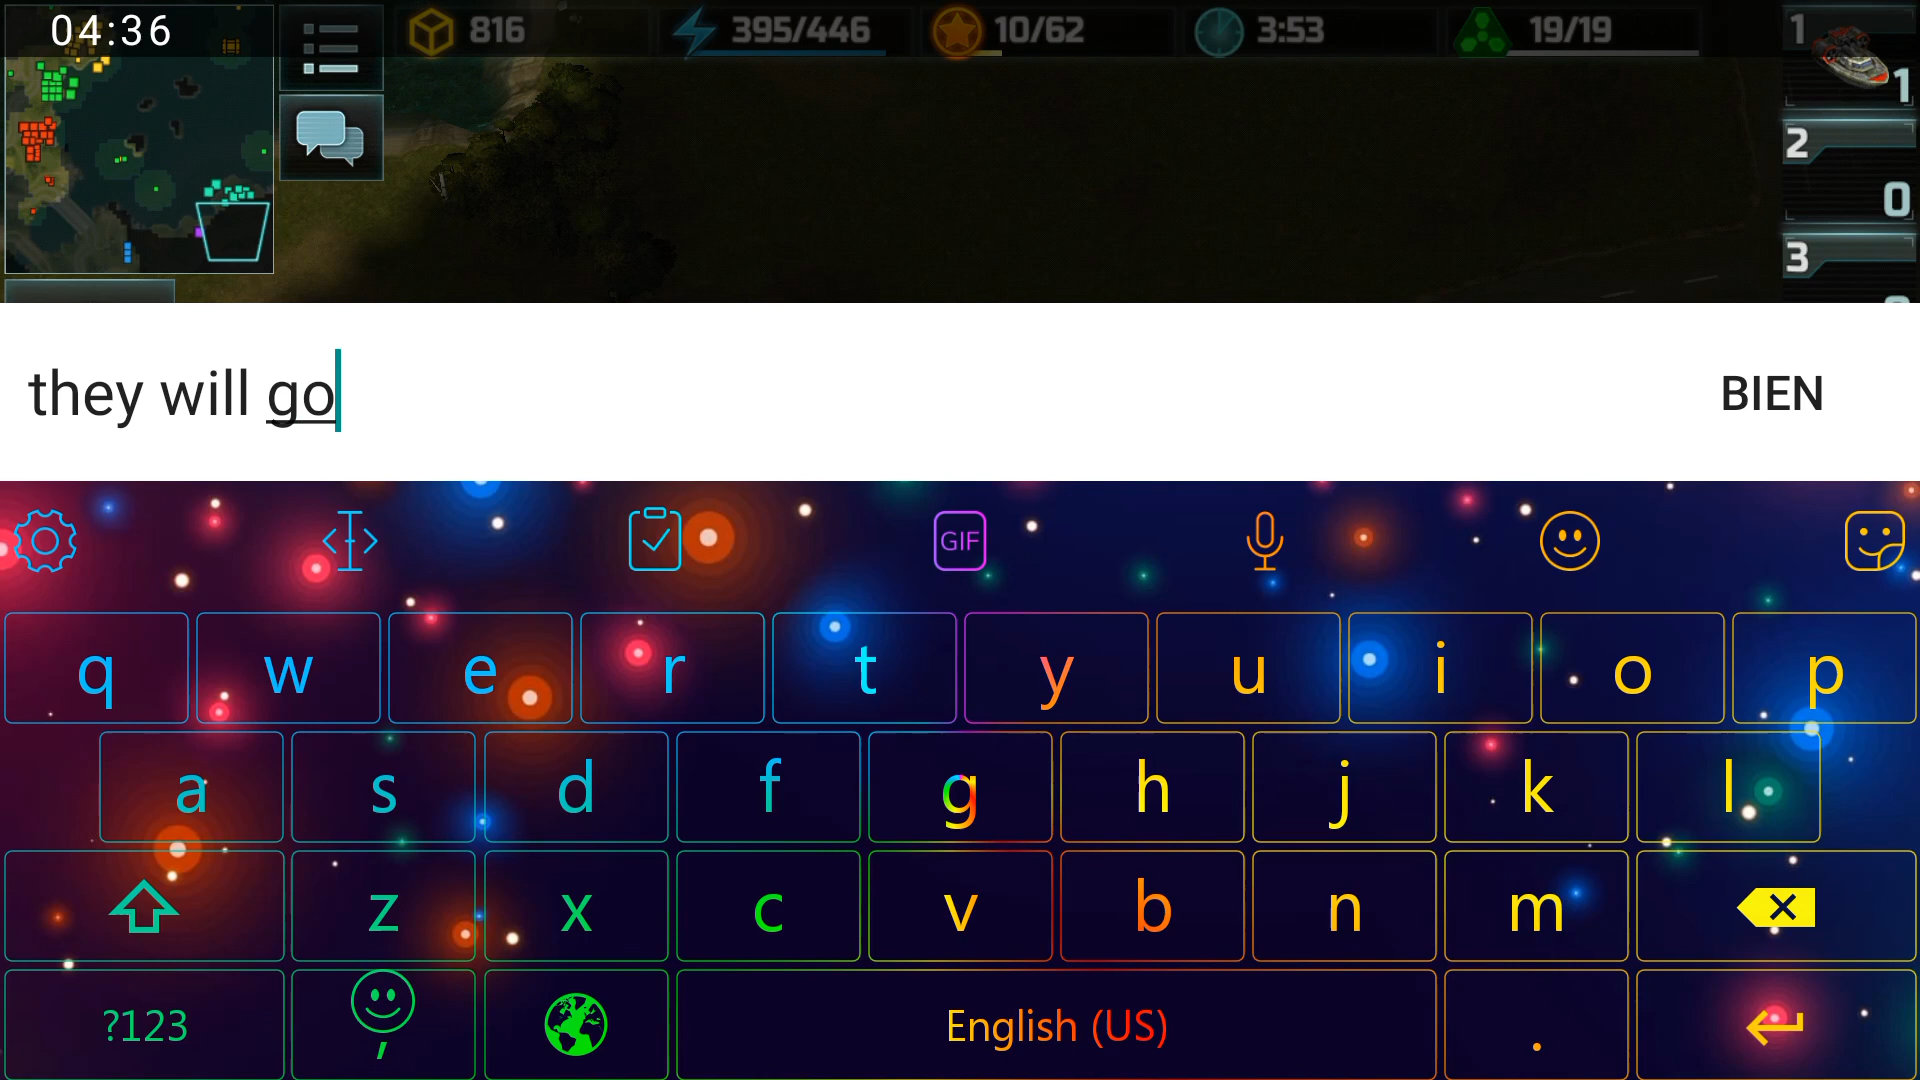 04:36
816
395/446
10/62
3:53
19/19
1
1
2
0
3
they will go
BIEN
GIF
q w e r t y u i o p
a s d f g h j k l
z x c v b n m
?123 , English (US) .